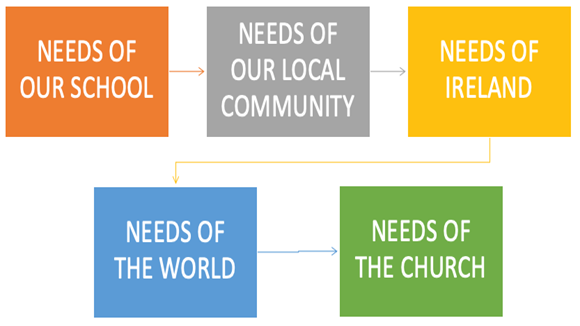 NEEDS OF
OUR SCHOOL
NEEDS OF
OUR LOCAL
COMMUNITY
NEEDS OF
IRELAND
NEEDS OF
THE WORLD
NEEDS OF
THE CHURCH